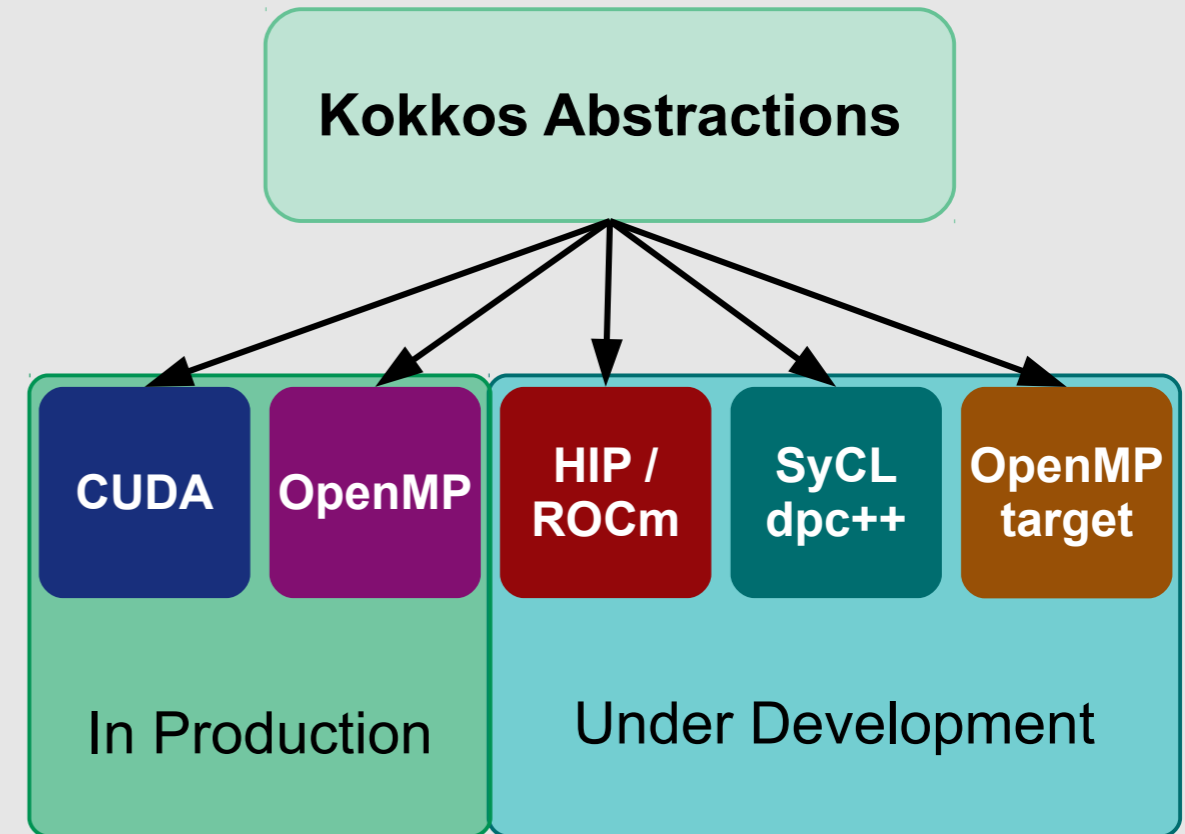 Kokkos Abstractions
CUDA
OpenMP
HIP /
ROCm
SyCL
dpc++
OpenMP
target
In Production
Under Development